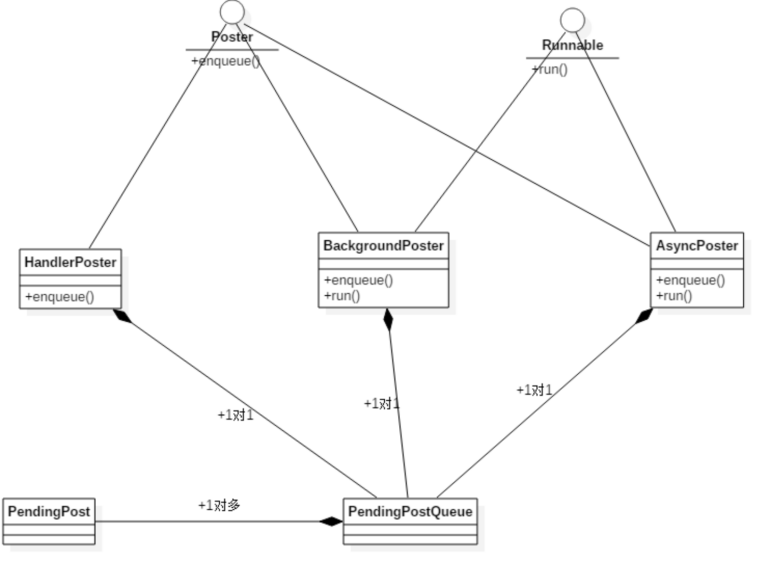 Poster
+enqueue()
Runnable
+run()
HandlerPoster
+enqueue()
BackgroundPoster
+enqueue()
+run()
AsyncPoster
+enqueue()
+run()
+1对1
+1对1
+1对1
PendingPost
+1对多
PendingPostQueue